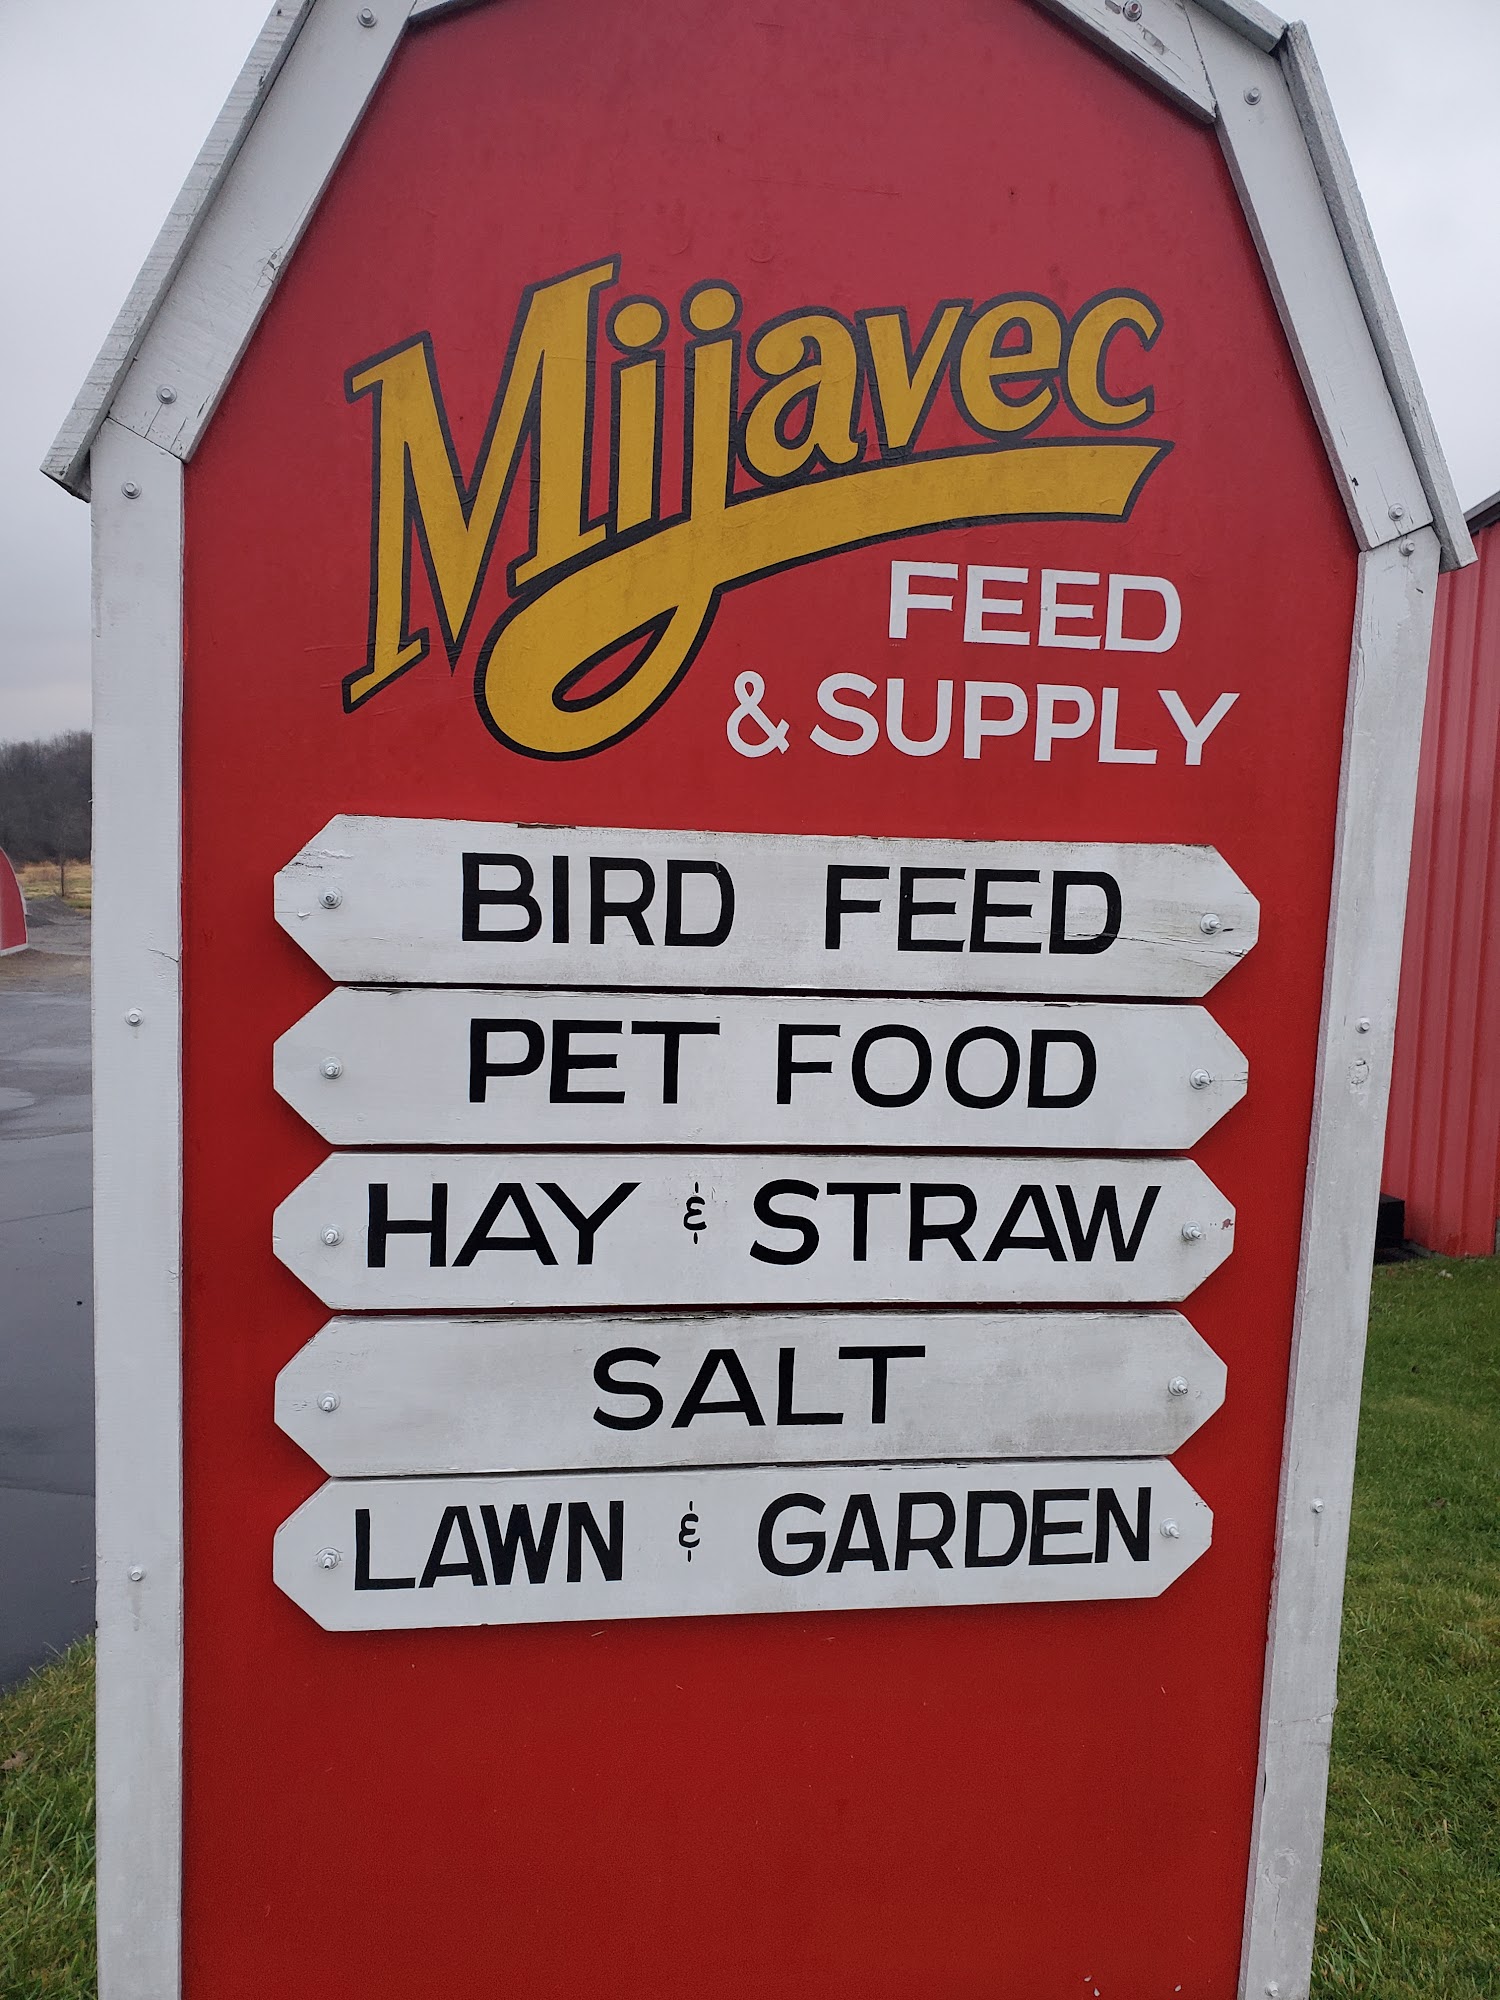 Mijavec
FEED
& SUPPLY
BIRD FEED
PET FOOD
HAY & STRAW
SALT
LAWN & GARDEN